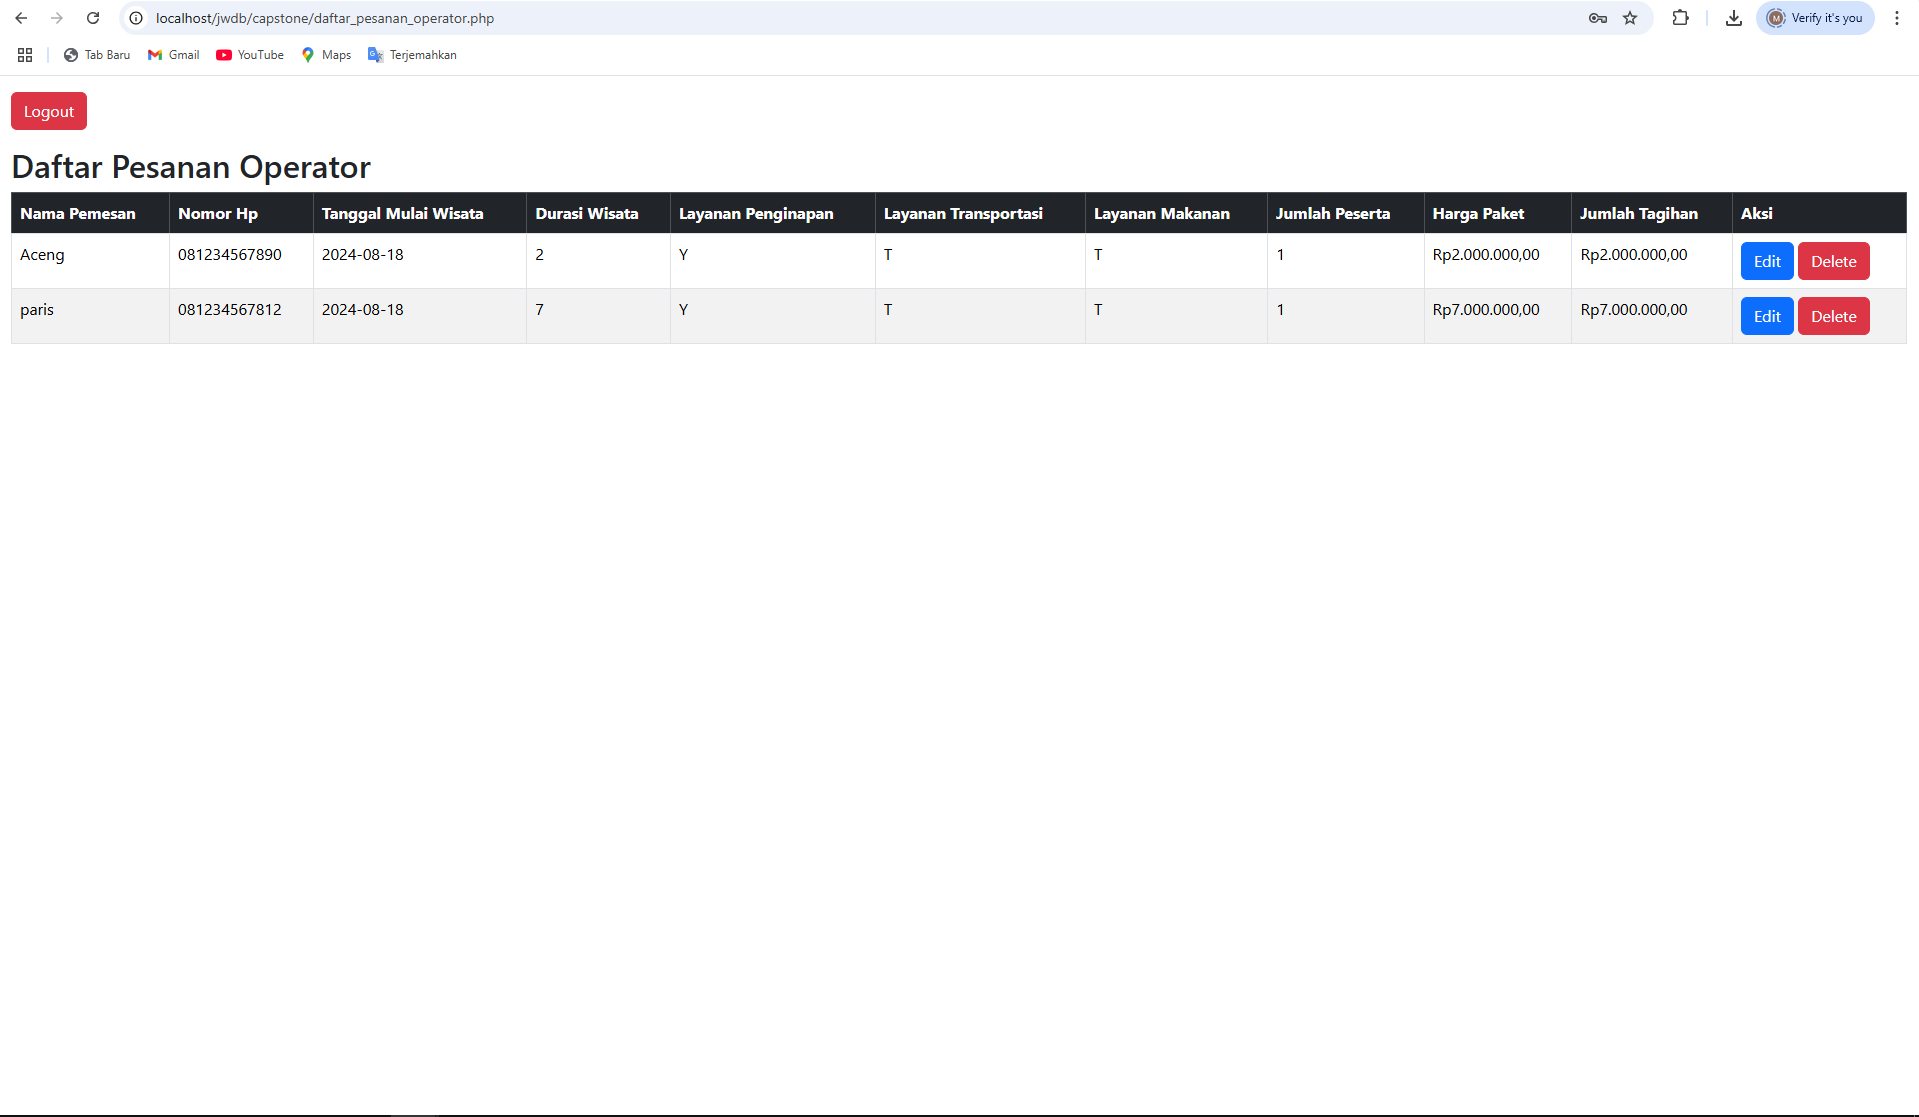 localhost/jwdb/capstone/daftar_pesanan_operator.php
M Verify it's you
Tab Baru Gmail YouTube Maps Terjemahkan
Logout
Daftar Pesanan Operator
Nama Pemesan Nomor Hp Tanggal Mulai Wisata Durasi Wisata Layanan Penginapan Layanan Transportasi Layanan Makanan Jumlah Peserta Harga Paket Jumlah Tagihan Aksi
Aceng 081234567890 2024-08-18 2 Y T T 1 Rp2.000.000,00 Rp2.000.000,00 Edit Delete
paris 081234567812 2024-08-18 7 Y T T 1 Rp7.000.000,00 Rp7.000.000,00 Edit Delete